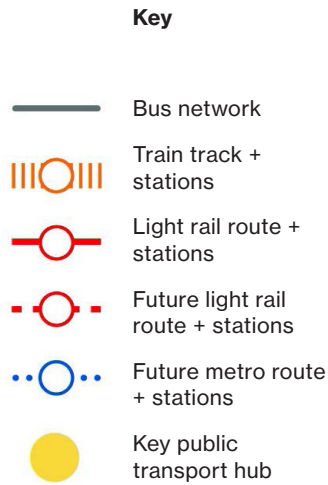 Key
Bus network
Train track +
stations
Light rail route +
stations
Future light rail
route + stations
Future metro route
+ stations
Key public
transport hub